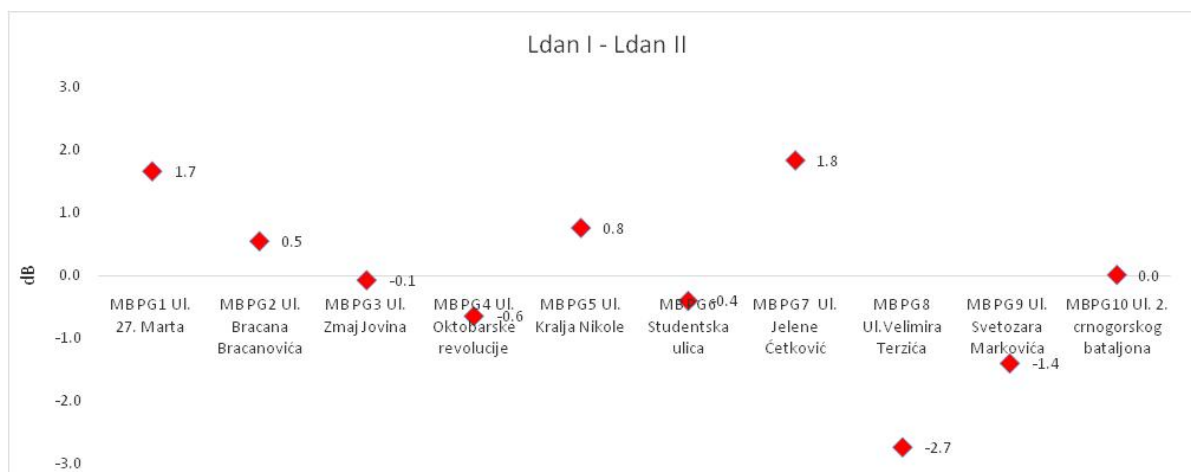 Ldan I - Ldan II
3.0
2.0
1.0
0.0
-1.0
-2.0
-3.0
dB
1.7
0.5
-0.1
-0.6
0.8
-0.4
1.8
-2.7
-1.4
0.0
MBPG1 Ul.
27. Marta
MBPG2 Ul.
Bracana
Bracanovića
MBPG3 Ul.
Zmaj Jovina
MBPG4 Ul.
Oktobarske
revolucije
MBPG5 Ul.
Kralja Nikole
MBPG6
Studentska
ulica
MBPG7 Ul.
Jelene
Ćetković
MBPG8
Ul.Velimira
Terzića
MBPG9 Ul.
Svetozara
Markovića
MBPG10 Ul. 2.
crnogorskog
bataljona